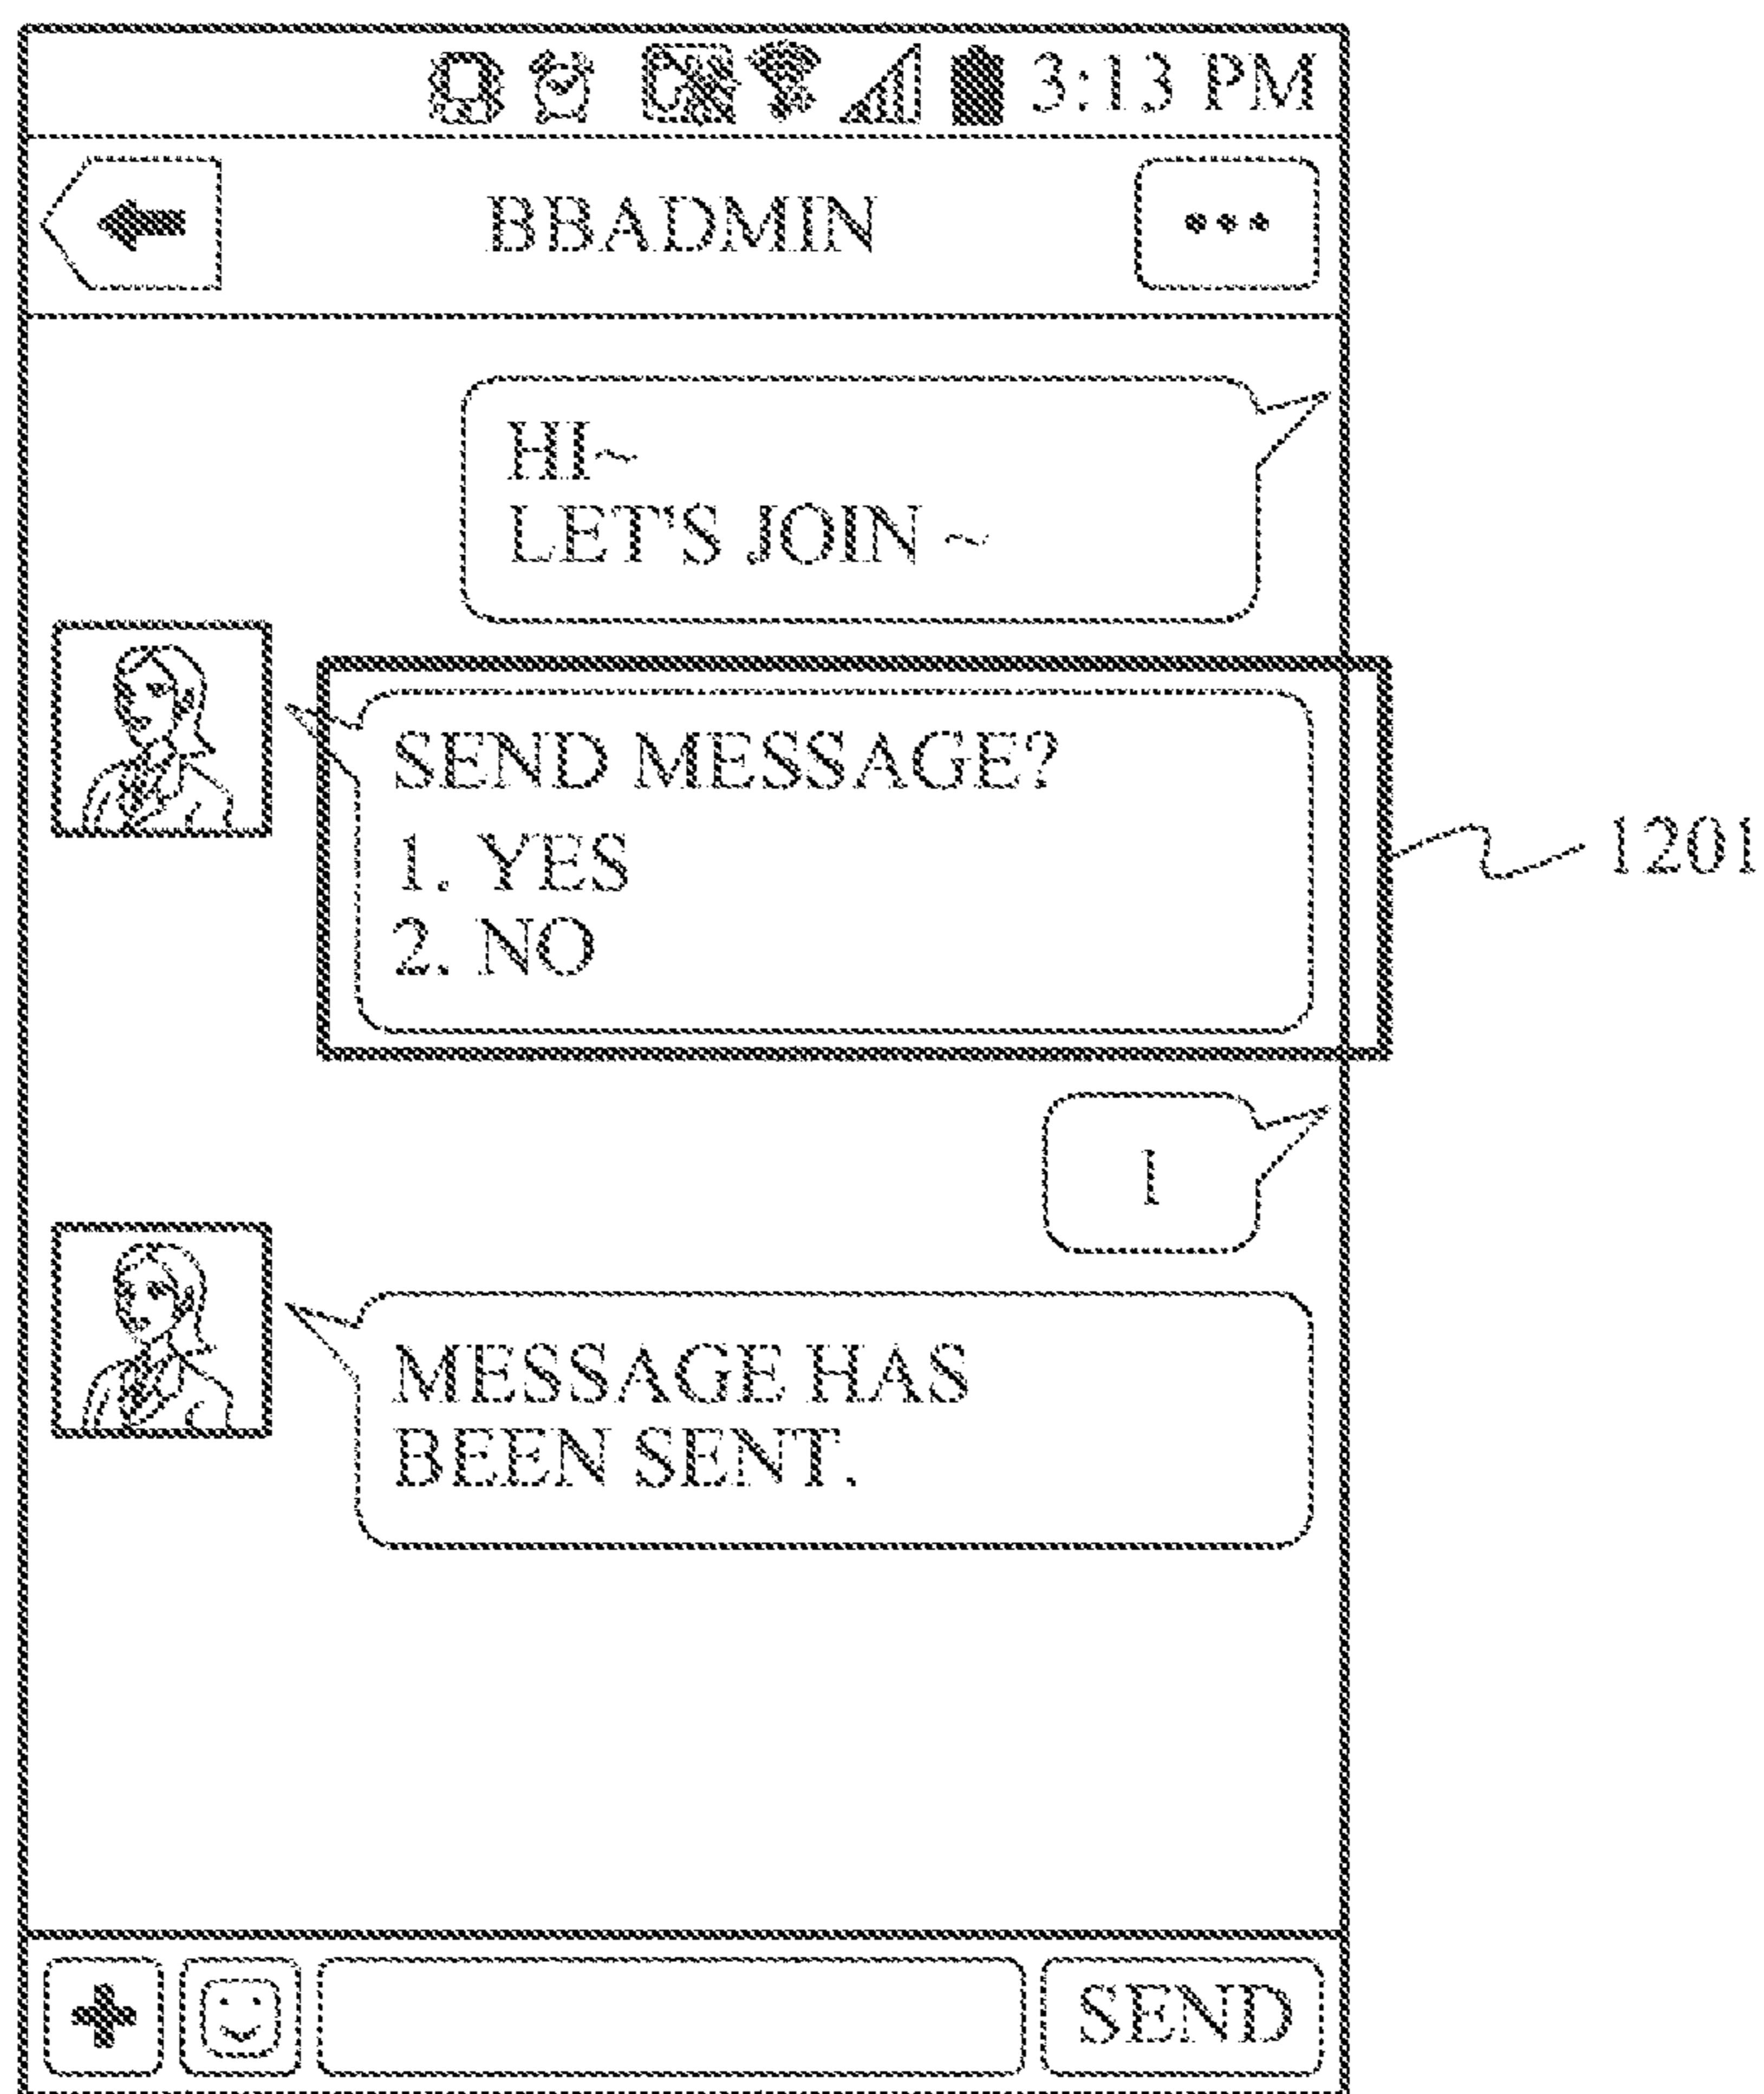 3:13 PM
BBADMIN
HI~
LET'S JOIN ~
SEND MESSAGE?
1. YES
2. NO
1201
1
MESSAGE HAS
BEEN SENT.
SEND